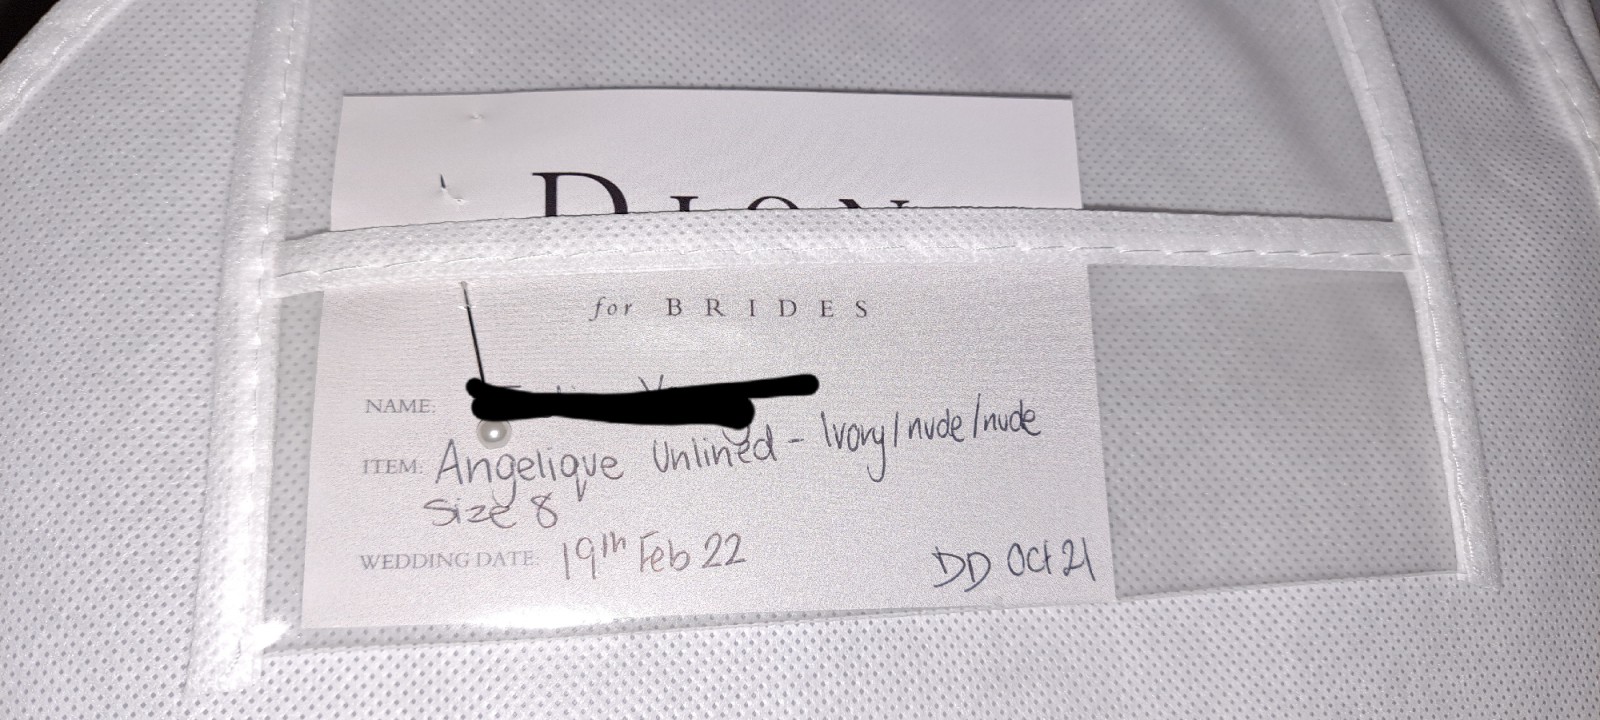 DION
for BRIDES
NAME:
ITEM: Angelique Unlined - Ivory/nude/nude
Size 8
WEDDING DATE: 19th Feb 22
DD Oct 21